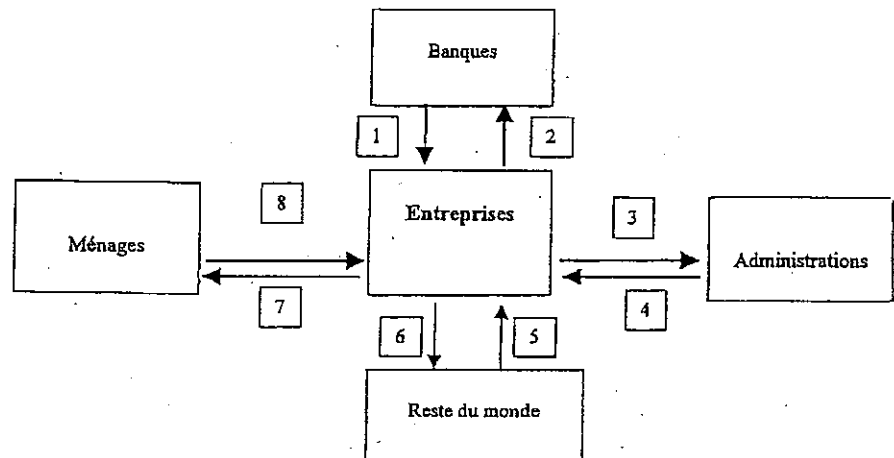 Banques
1
2
Ménages
8
Entreprises
3
Administrations
7
4
6
5
Reste du monde